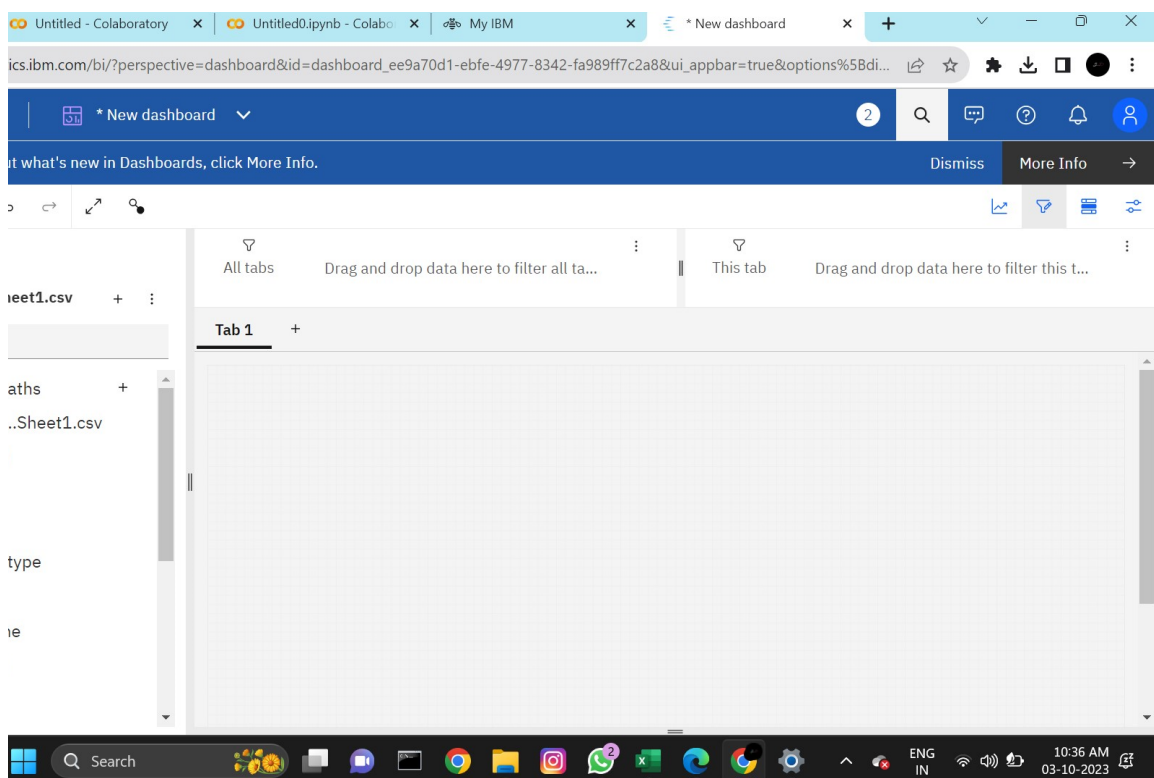 Untitled - Colaboratory
Untitled0.ipynb - Colabo
My IBM
* New dashboard
ics.ibm.com/bi/?perspective=dashboard&id=dashboard_ee9a70d1-ebfe-4977-8342-fa989ff7c2a8&ui_appbar=true&options%5Bdi...
* New dashboard
2
ut what's new in Dashboards, click More Info.
Dismiss
More Info
All tabs
Drag and drop data here to filter all ta...
This tab
Drag and drop data here to filter this t...
heet1.csv
Tab 1
aths
..Sheet1.csv
type
ne
Search
2
ENG
IN
10:36 AM
03-10-2023